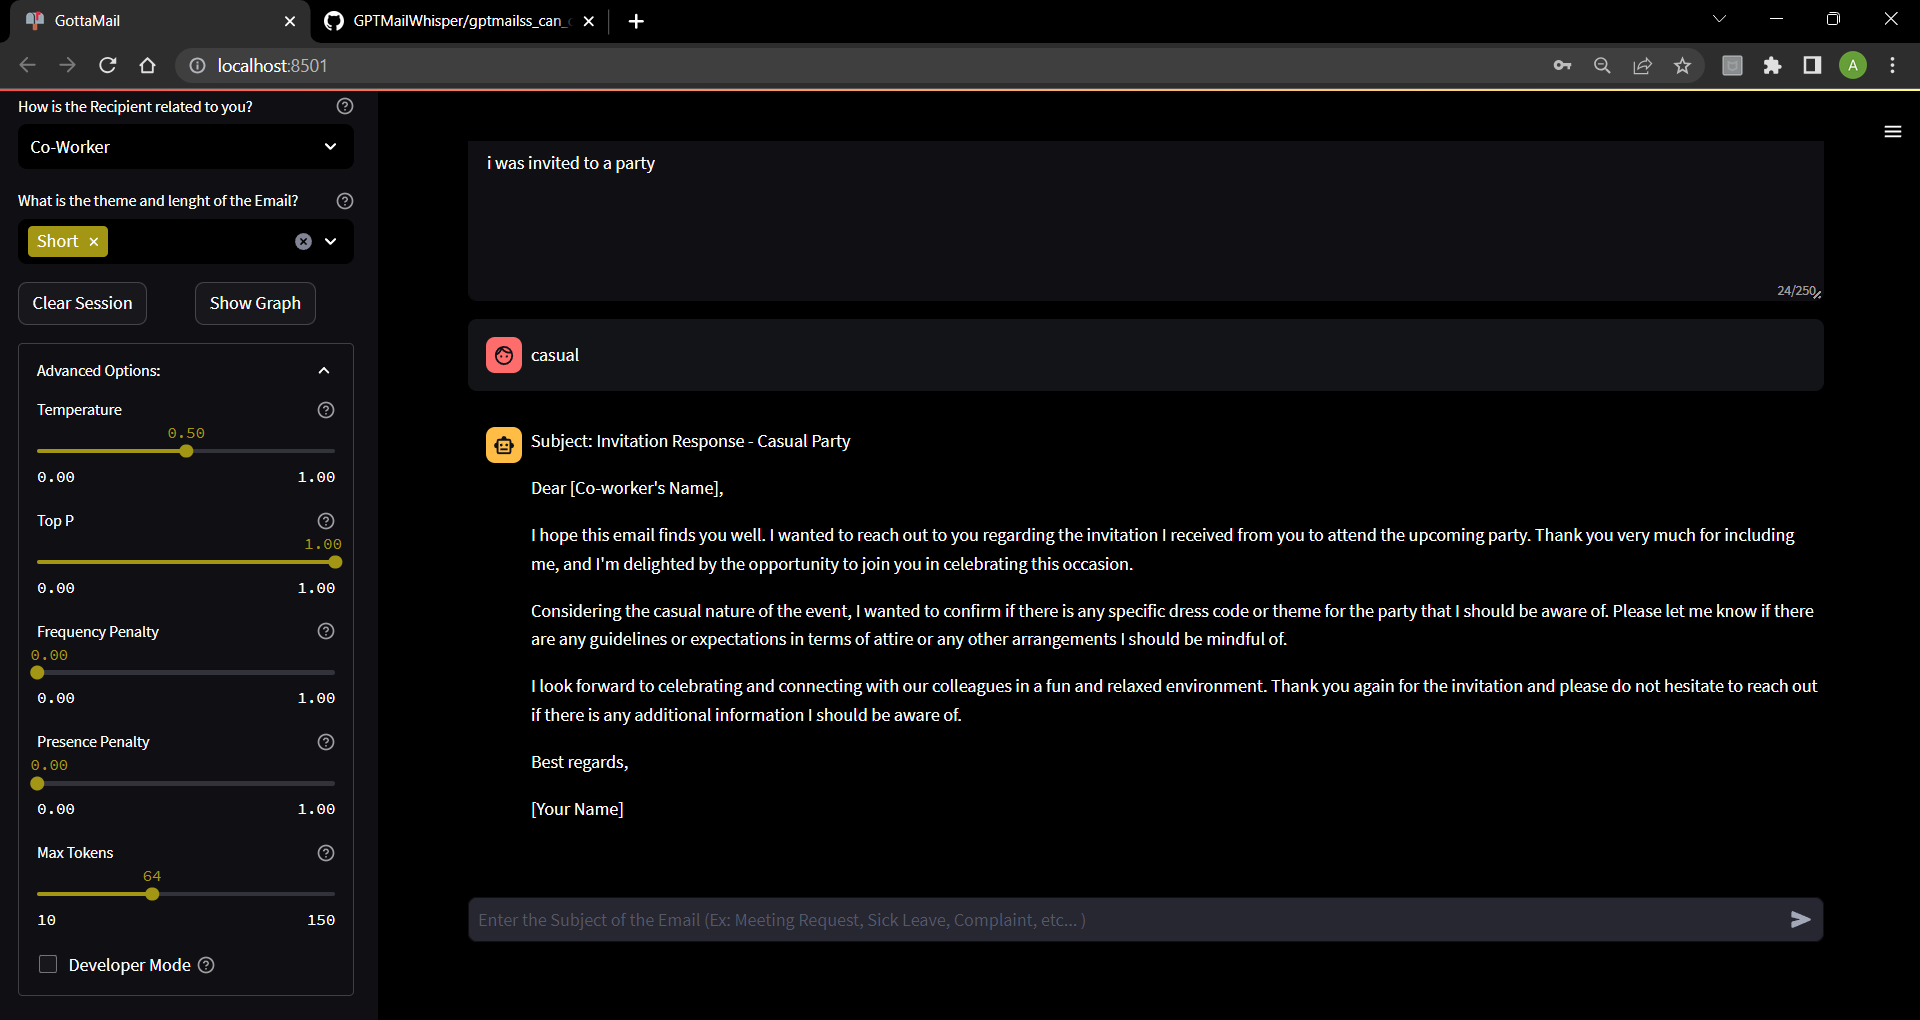 GottaMail
GPTMailWhisper/gptmailss_can_
localhost:8501
A
How is the Recipient related to you?
Co-Worker
What is the theme and lenght of the Email?
Short
Clear Session
Show Graph
Advanced Options:
Temperature
0.50
0.00 1.00
Top P
1.00
0.00 1.00
Frequency Penalty
0.00
0.00 1.00
Presence Penalty
0.00
0.00 1.00
Max Tokens
64
10 150
Developer Mode
i was invited to a party
24/250
casual
Subject: Invitation Response - Casual Party
Dear [Co-worker's Name],
I hope this email finds you well. I wanted to reach out to you regarding the invitation I received from you to attend the upcoming party. Thank you very much for including
me, and I'm delighted by the opportunity to join you in celebrating this occasion.
Considering the casual nature of the event, I wanted to confirm if there is any specific dress code or theme for the party that I should be aware of. Please let me know if there
are any guidelines or expectations in terms of attire or any other arrangements I should be mindful of.
I look forward to celebrating and connecting with our colleagues in a fun and relaxed environment. Thank you again for the invitation and please do not hesitate to reach out
if there is any additional information I should be aware of.
Best regards,
[Your Name]
Enter the Subject of the Email (Ex: Meeting Request, Sick Leave, Complaint, etc... )